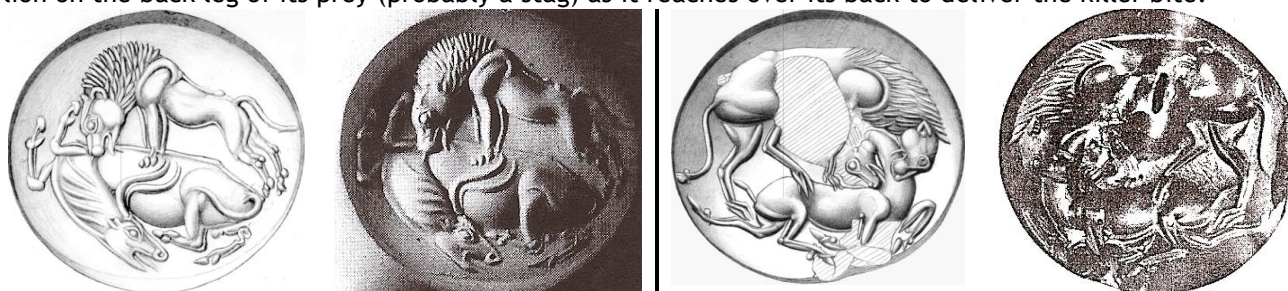 lion on the back leg of its prey (probably a stag) as it reaches over its back to deliver the killer bite.